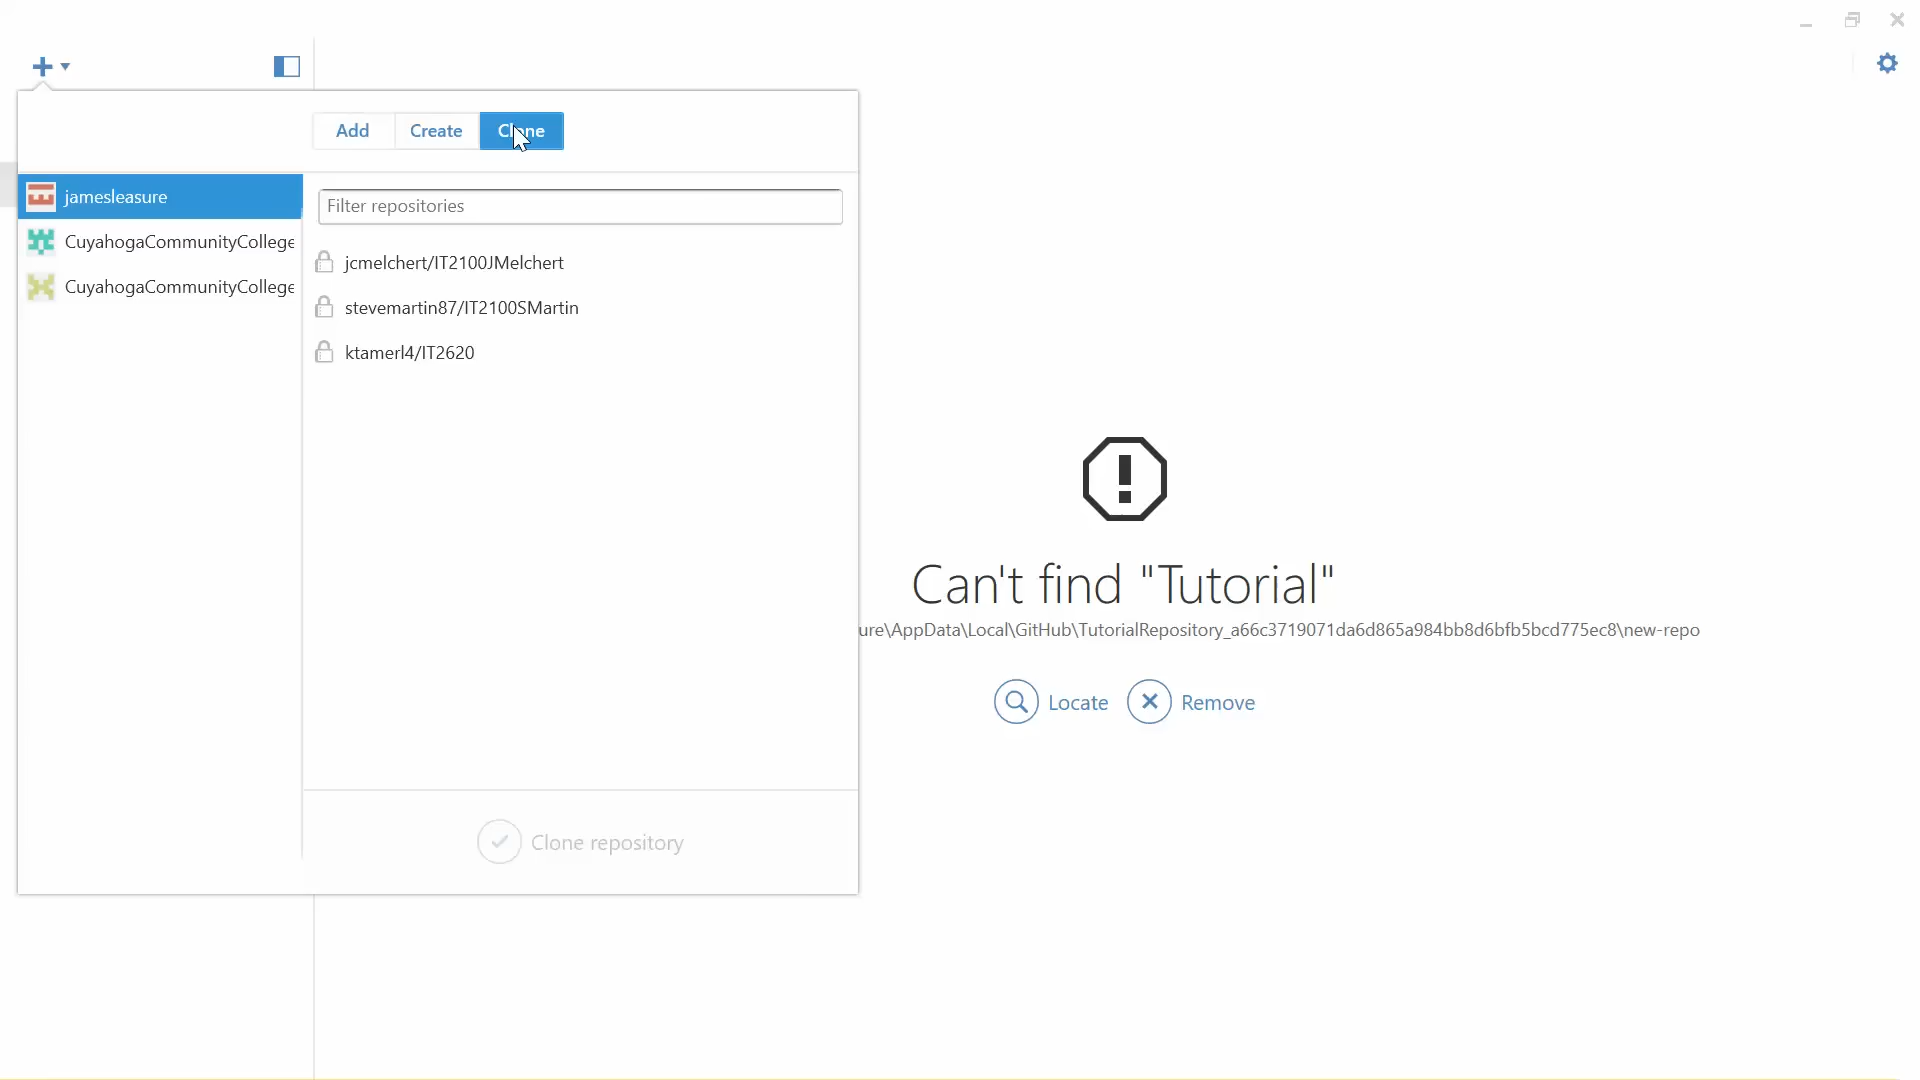 Add
Create
Clone
jamesleasure
CuyahogaCommunityCollege
CuyahogaCommunityCollege
Filter repositories
jcmelchert/IT2100JMelchert
stevemartin87/IT2100SMartin
ktamerl4/IT2620
Clone repository
Can't find "Tutorial"
ure\AppData\Local\GitHub\TutorialRepository_a66c3719071da6d865a984bb8d6bfb5bcd775ec8\new-repo
Locate
Remove